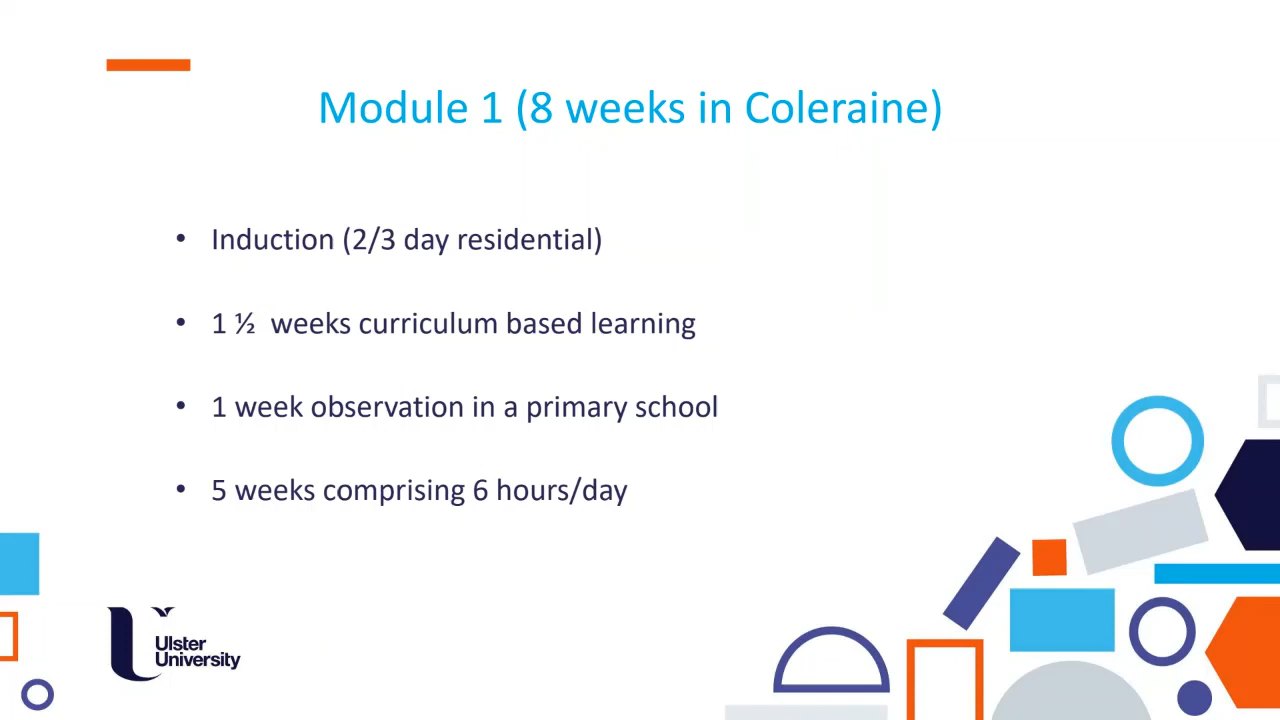 Module 1 (8 weeks in Coleraine)
• Induction (2/3 day residential)
• 1 ½  weeks curriculum based learning
• 1 week observation in a primary school
• 5 weeks comprising 6 hours/day
Ulster
University